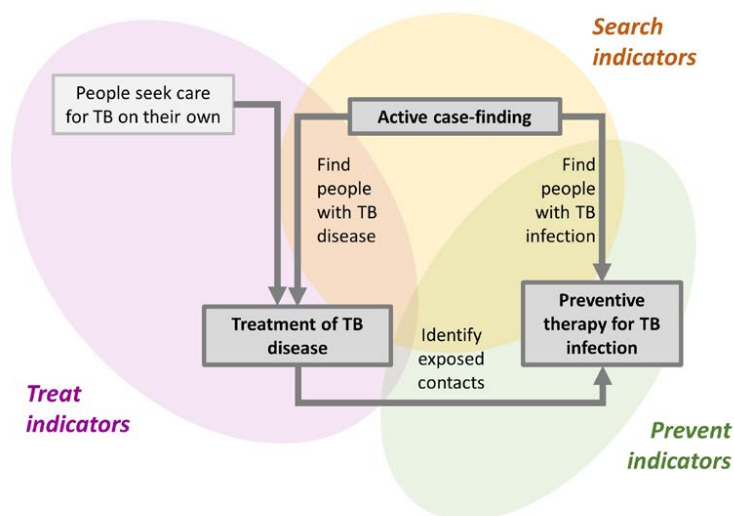 Search
indicators
People seek care
for TB on their own
Active case-finding
Find
people
with TB
disease
Find
people
with TB
infection
Treatment of TB
disease
Identify
exposed
contacts
Preventive
therapy for TB
infection
Treat
indicators
Prevent
indicators